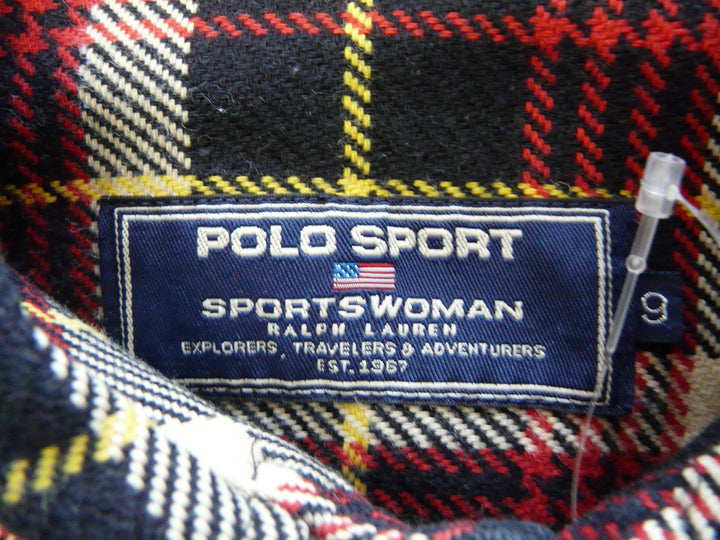 POLO SPORT
SPORTSWOMAN
RALPH LAUREN
EXPLORERS, TRAVELERS & ADVENTURERS
EST. 1967
9